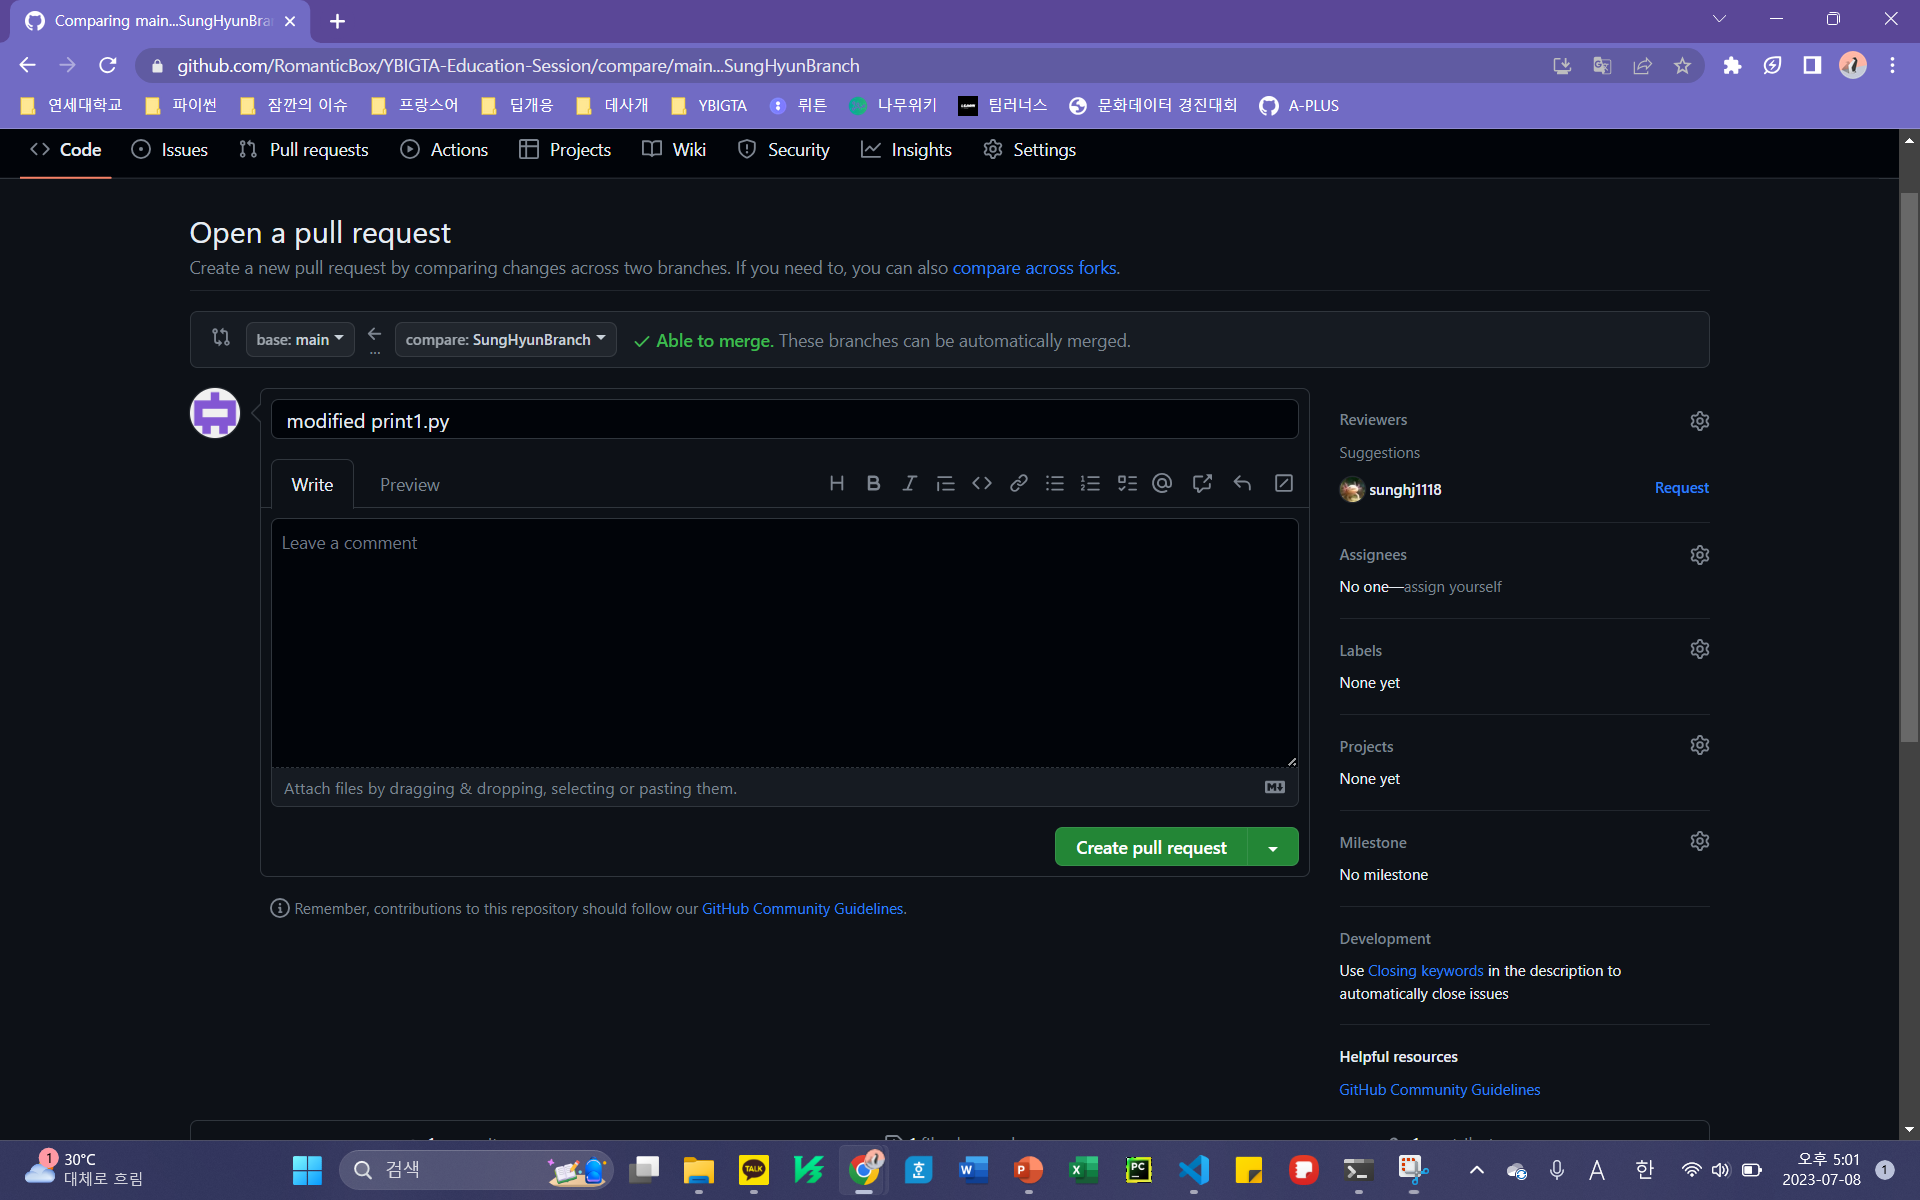 Comparing main...SungHyunBra
github.com/RomanticBox/YBIGTA-Education-Session/compare/main...SungHyunBranch
연세대학교 파이썬 잠깐의 이슈 프랑스어 딥개응 데사개 YBIGTA 뤼튼 나무위키 팀러너스 문화데이터 경진대회 A-PLUS
Code Issues Pull requests Actions Projects Wiki Security Insights Settings
Open a pull request
Create a new pull request by comparing changes across two branches. If you need to, you can also compare across forks.
base: main compare: SungHyunBranch Able to merge. These branches can be automatically merged.
modified print1.py
Write Preview
Leave a comment
Attach files by dragging & dropping, selecting or pasting them.
Create pull request
Remember, contributions to this repository should follow our GitHub Community Guidelines.
Reviewers
Suggestions
sunghj1118 Request
Assignees
No one—assign yourself
Labels
None yet
Projects
None yet
Milestone
No milestone
Development
Use Closing keywords in the description to
automatically close issues
Helpful resources
GitHub Community Guidelines
1 30°C
대체로 흐림
검색
TALK
A 한
오후 5:01
2023-07-08
1